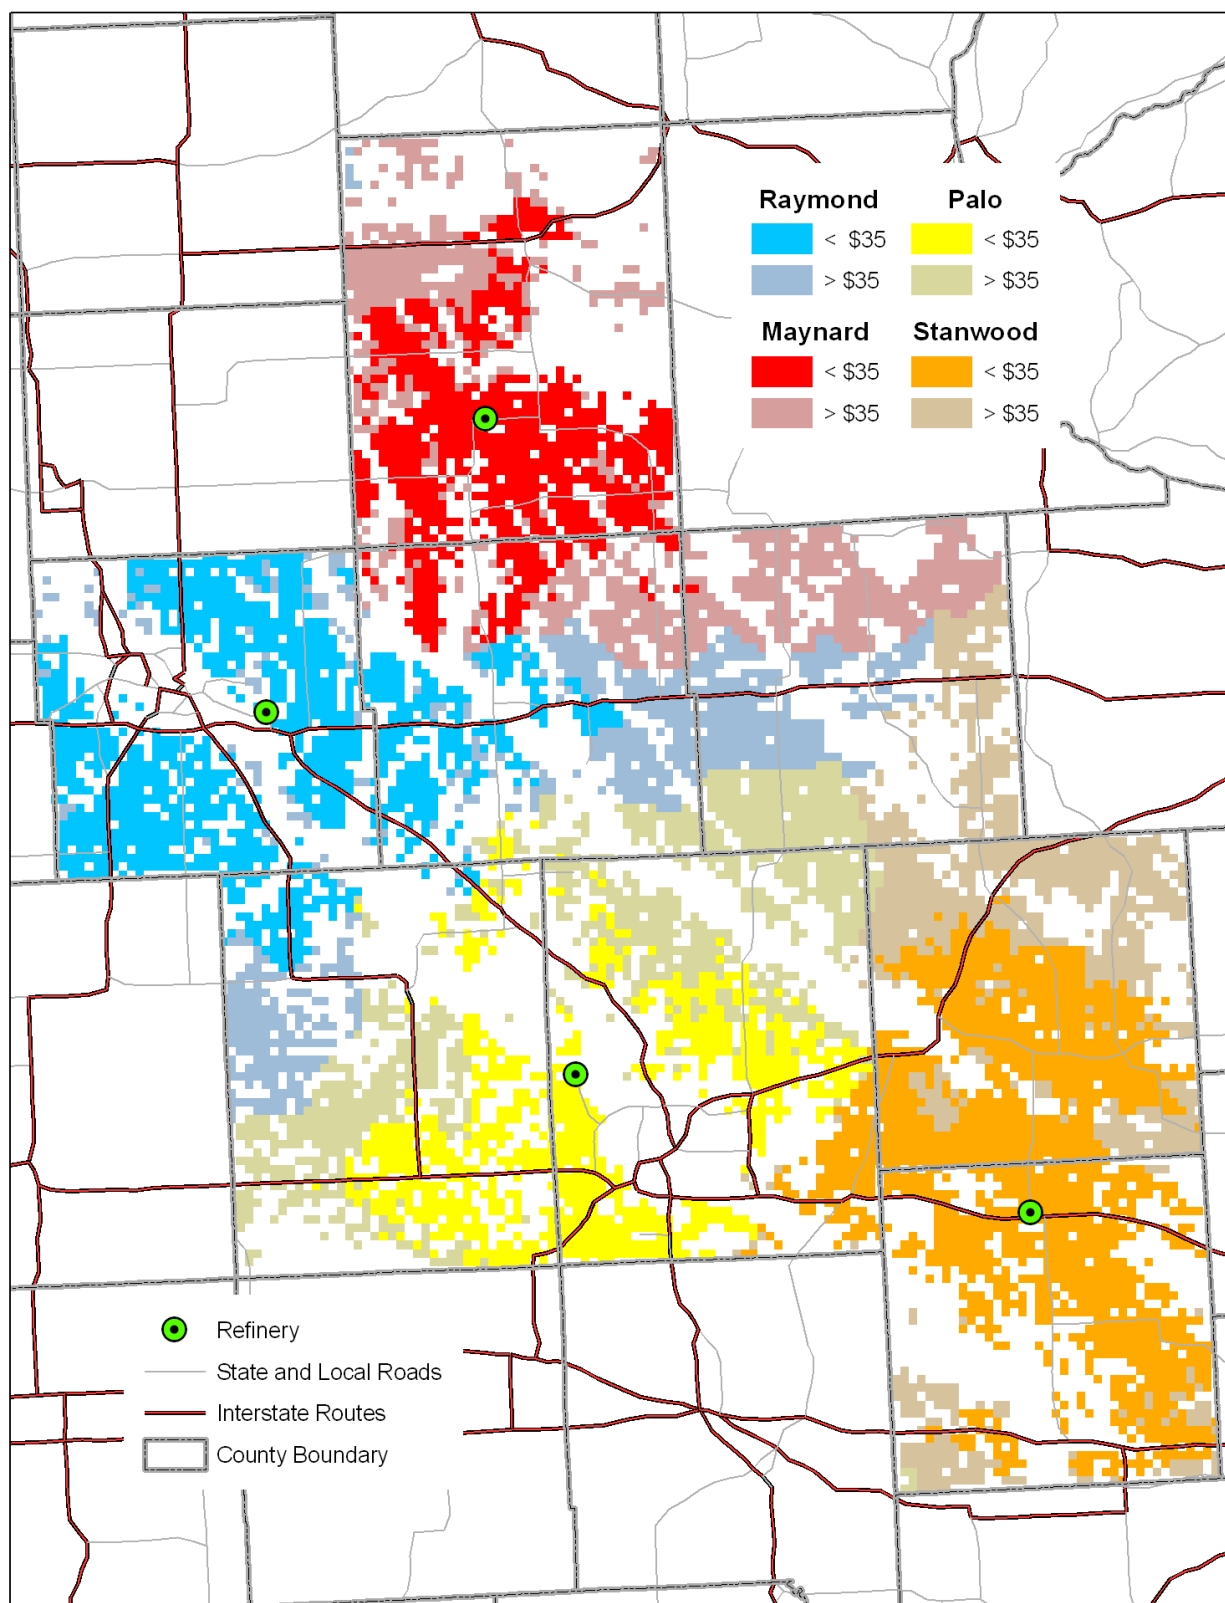 Raymond Palo
< $35 < $35
> $35 > $35
Maynard Stanwood
< $35 < $35
> $35 > $35
Refinery
State and Local Roads
Interstate Routes
County Boundary